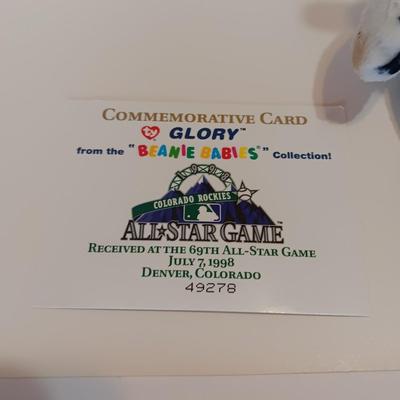 COMMEMORATIVE CARD
ty GLORY™
from the "BEANIE BABIES®" Collection!
COLORADO ROCKIES
ALL★STAR GAME™
RECEIVED AT THE 69TH ALL-STAR GAME
JULY 7, 1998
DENVER, COLORADO
49278